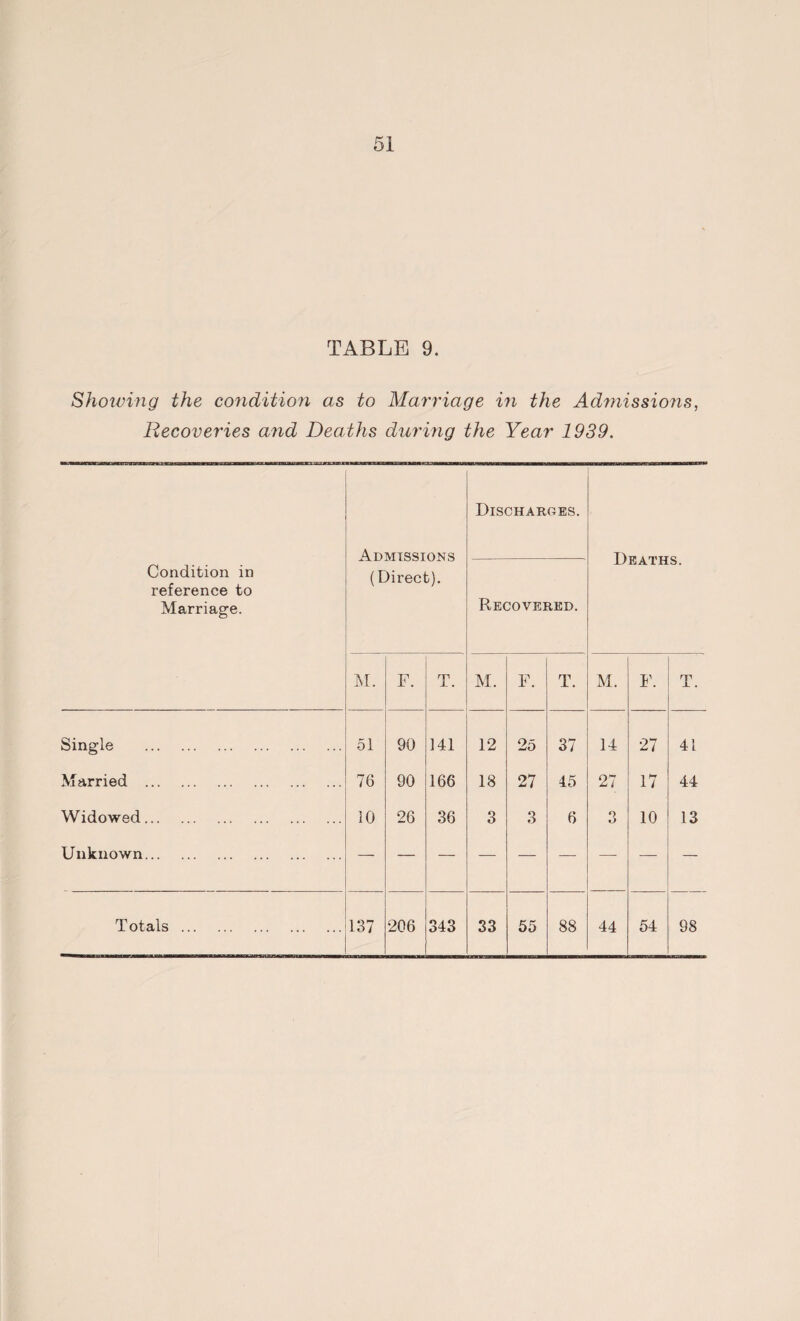 51
TABLE 9.
Showing the condition as to Marriage in the Admissions,
Recoveries and Deaths during the Year 1939.
Condition in reference to Marriage. Admissions (Direct). Discharges. Recovered. Deaths.
M. F. T. M. F. T. M. F. T.
Single ... ... ... ... ... ... 51 90 141 12 25 37 14 27 41
Married ... ... ... ... ... ... 76 90 166 18 27 45 27 17 44
Widowed... ... ... ... ... ... 10 26 36 3 3 6 3 10 13
Unknown... ... ... ... ... ... — — — — — — — — —
Totals ... ... ... ... ... 137 206 343 33 55 88 44 54 98